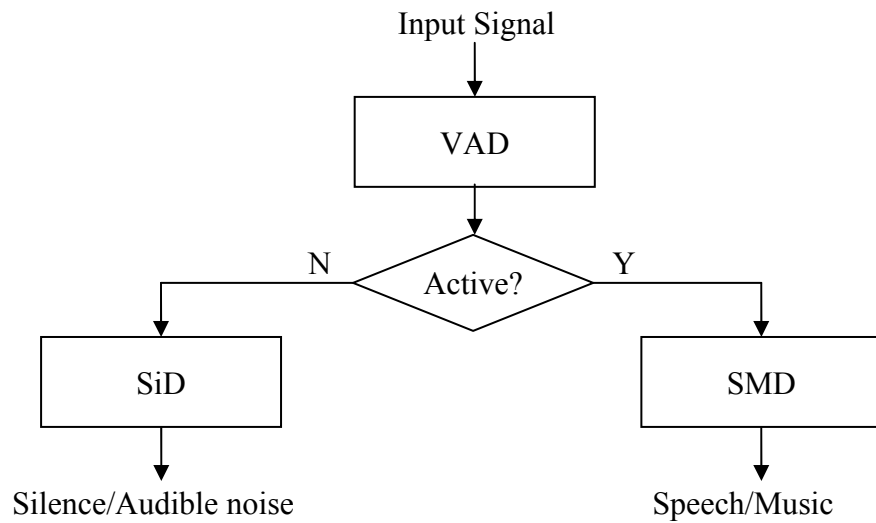 Input Signal
VAD
N
Active?
Y
SiD
SMD
Silence/Audible noise
Speech/Music